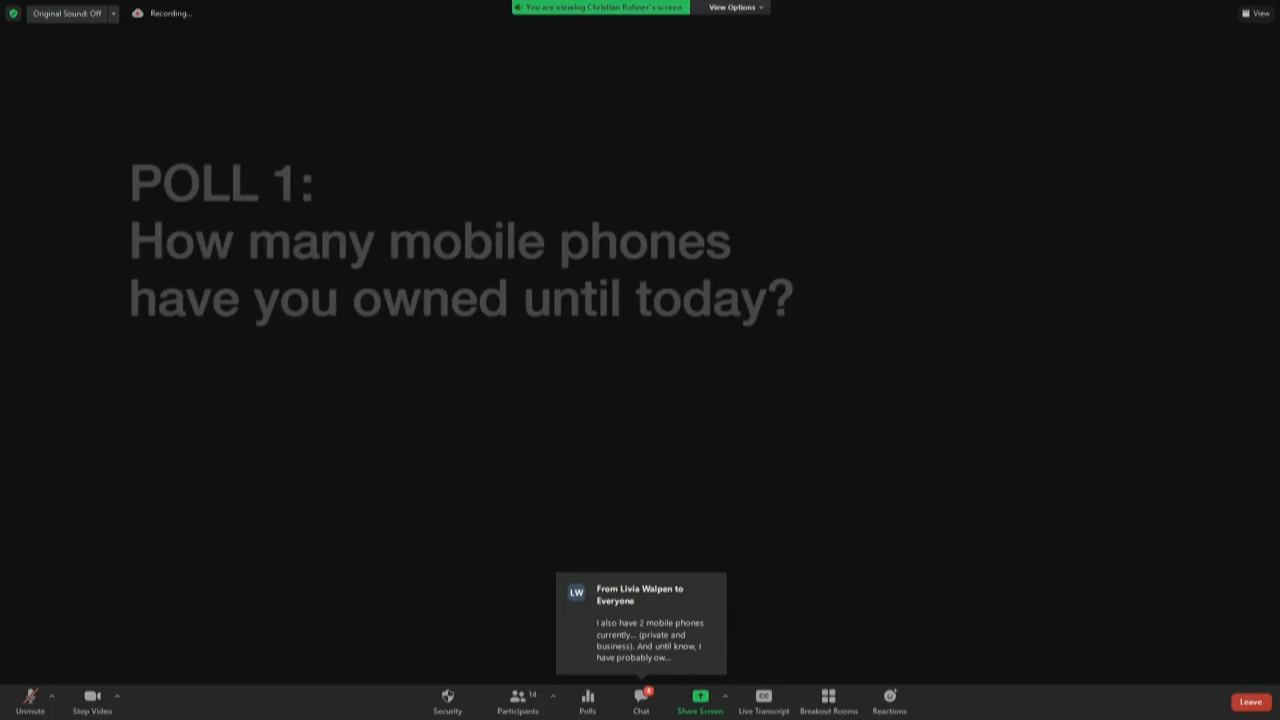 Original Sound: Off
Recording...
You are viewing Christian Rohner's screen
View Options
View
POLL 1:
How many mobile phones
have you owned until today?
LW
From Livia Walpen to
Everyone
I also have 2 mobile phones
currently... (private and
business). And until know, I
have probably ow...
Unmute
Stop Video
Security
Participants
14
Polls
Chat
4
Share Screen
CC
Live Transcript
Breakout Rooms
Reactions
Leave